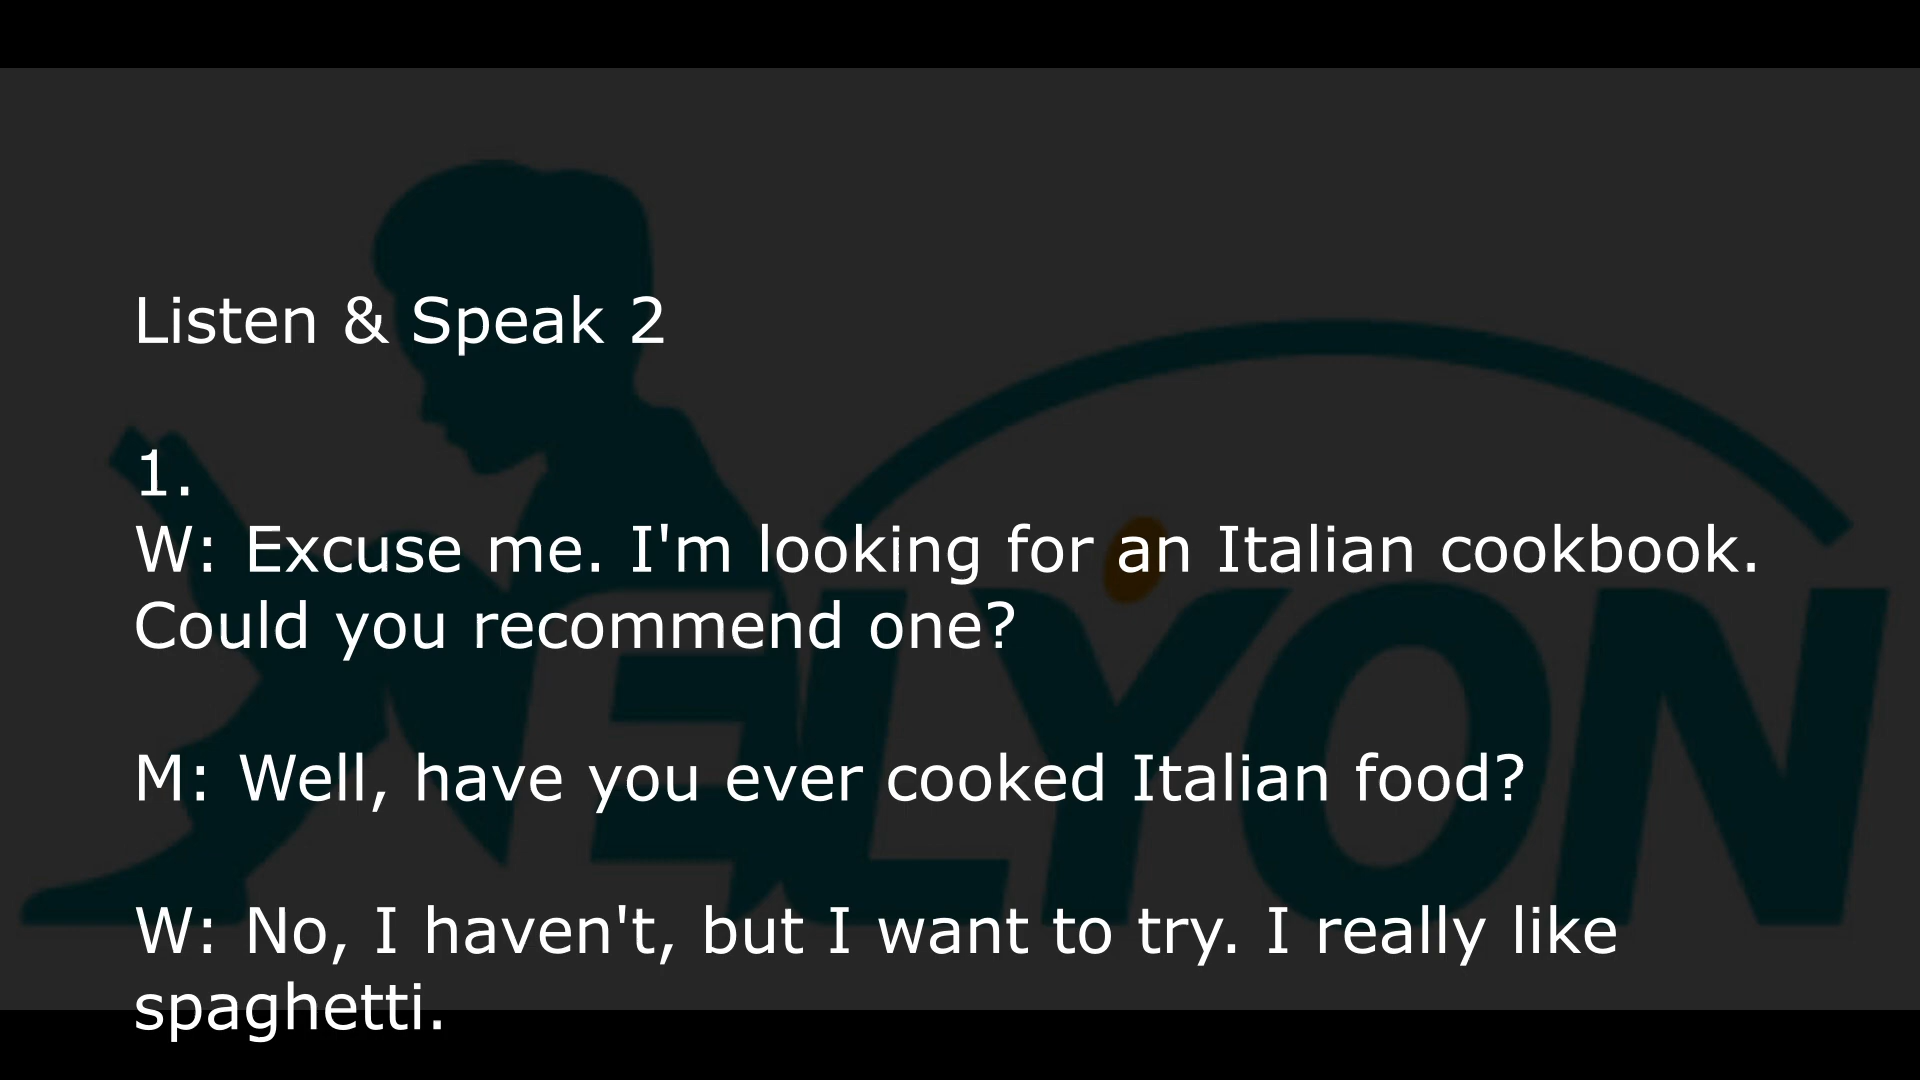 Listen & Speak 2
1.
W: Excuse me. I'm looking for an Italian cookbook.
Could you recommend one?
M: Well, have you ever cooked Italian food?
W: No, I haven't, but I want to try. I really like
spaghetti.
ELYON